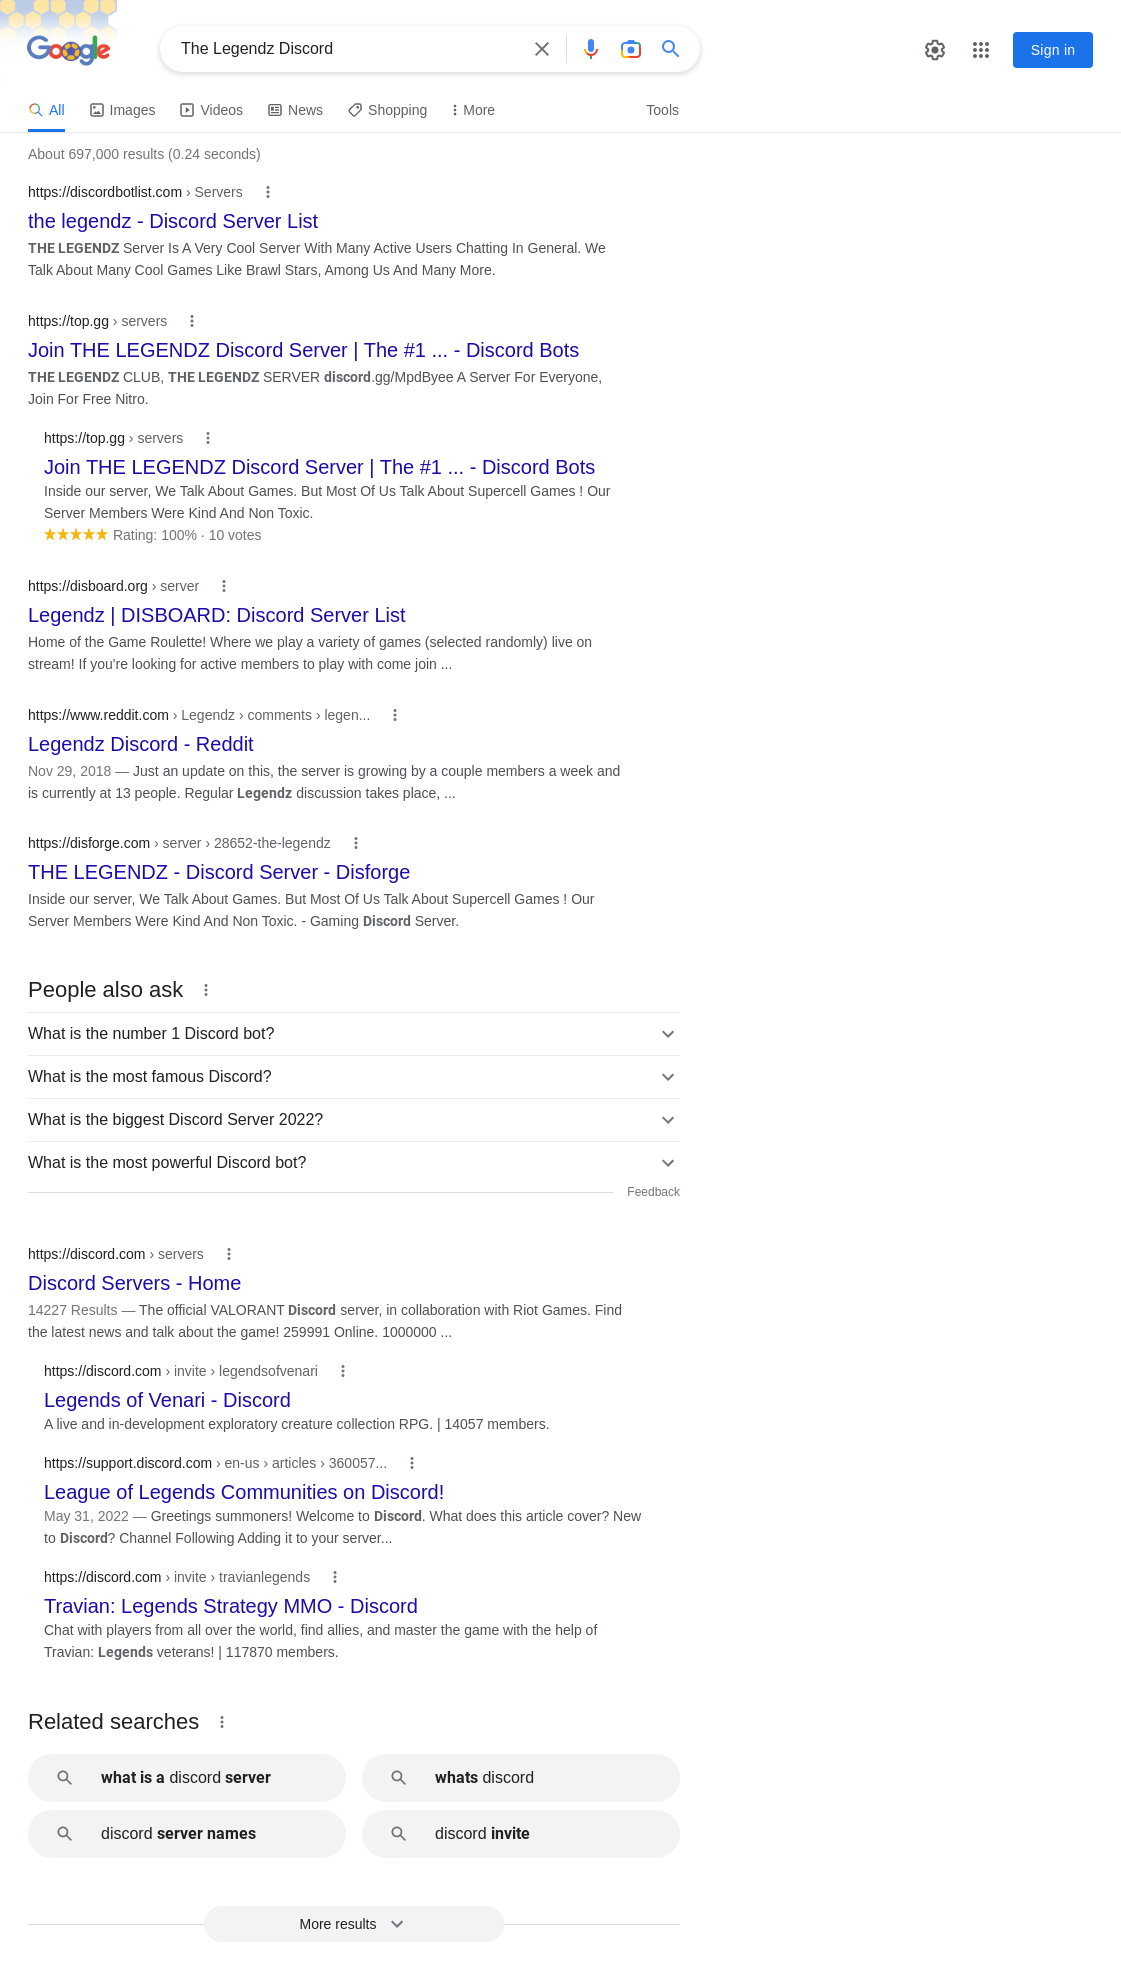 Google
The Legendz Discord
Sign in
All Images Videos News Shopping More Tools
About 697,000 results (0.24 seconds)
https://discordbotlist.com › Servers
the legendz - Discord Server List
THE LEGENDZ Server Is A Very Cool Server With Many Active Users Chatting In General. We
Talk About Many Cool Games Like Brawl Stars, Among Us And Many More.
https://top.gg › servers
Join THE LEGENDZ Discord Server | The #1 ... - Discord Bots
THE LEGENDZ CLUB, THE LEGENDZ SERVER discord.gg/MpdByee A Server For Everyone,
Join For Free Nitro.
https://top.gg › servers
Join THE LEGENDZ Discord Server | The #1 ... - Discord Bots
Inside our server, We Talk About Games. But Most Of Us Talk About Supercell Games ! Our
Server Members Were Kind And Non Toxic.
Rating: 100% · 10 votes
https://disboard.org › server
Legendz | DISBOARD: Discord Server List
Home of the Game Roulette! Where we play a variety of games (selected randomly) live on
stream! If you're looking for active members to play with come join ...
https://www.reddit.com › Legendz › comments › legen...
Legendz Discord - Reddit
Nov 29, 2018 — Just an update on this, the server is growing by a couple members a week and
is currently at 13 people. Regular Legendz discussion takes place, ...
https://disforge.com › server › 28652-the-legendz
THE LEGENDZ - Discord Server - Disforge
Inside our server, We Talk About Games. But Most Of Us Talk About Supercell Games ! Our
Server Members Were Kind And Non Toxic. - Gaming Discord Server.
People also ask
What is the number 1 Discord bot?
What is the most famous Discord?
What is the biggest Discord Server 2022?
What is the most powerful Discord bot?
Feedback
https://discord.com › servers
Discord Servers - Home
14227 Results — The official VALORANT Discord server, in collaboration with Riot Games. Find
the latest news and talk about the game! 259991 Online. 1000000 ...
https://discord.com › invite › legendsofvenari
Legends of Venari - Discord
A live and in-development exploratory creature collection RPG. | 14057 members.
https://support.discord.com › en-us › articles › 360057...
League of Legends Communities on Discord!
May 31, 2022 — Greetings summoners! Welcome to Discord. What does this article cover? New
to Discord? Channel Following Adding it to your server...
https://discord.com › invite › travianlegends
Travian: Legends Strategy MMO - Discord
Chat with players from all over the world, find allies, and master the game with the help of
Travian: Legends veterans! | 117870 members.
Related searches
what is a discord server
whats discord
discord server names
discord invite
More results